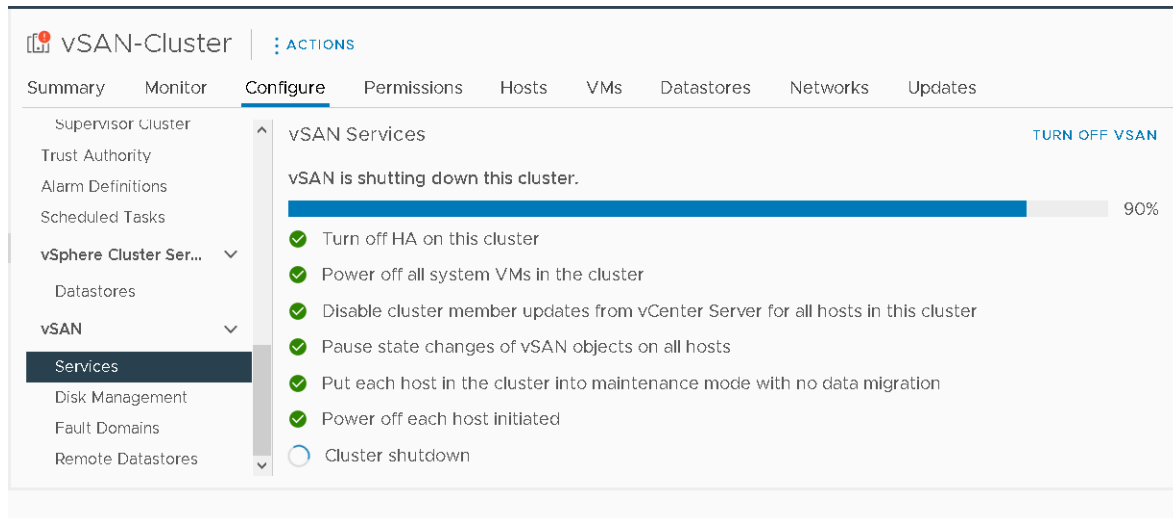 vSAN-Cluster
ACTIONS
Summary Monitor Configure Permissions Hosts VMs Datastores Networks Updates
Supervisor Cluster
Trust Authority
Alarm Definitions
Scheduled Tasks
vSphere Cluster Ser...
Datastores
vSAN
Services
Disk Management
Fault Domains
Remote Datastores
vSAN Services
TURN OFF VSAN
vSAN is shutting down this cluster.
90%
Turn off HA on this cluster
Power off all system VMs in the cluster
Disable cluster member updates from vCenter Server for all hosts in this cluster
Pause state changes of vSAN objects on all hosts
Put each host in the cluster into maintenance mode with no data migration
Power off each host initiated
Cluster shutdown